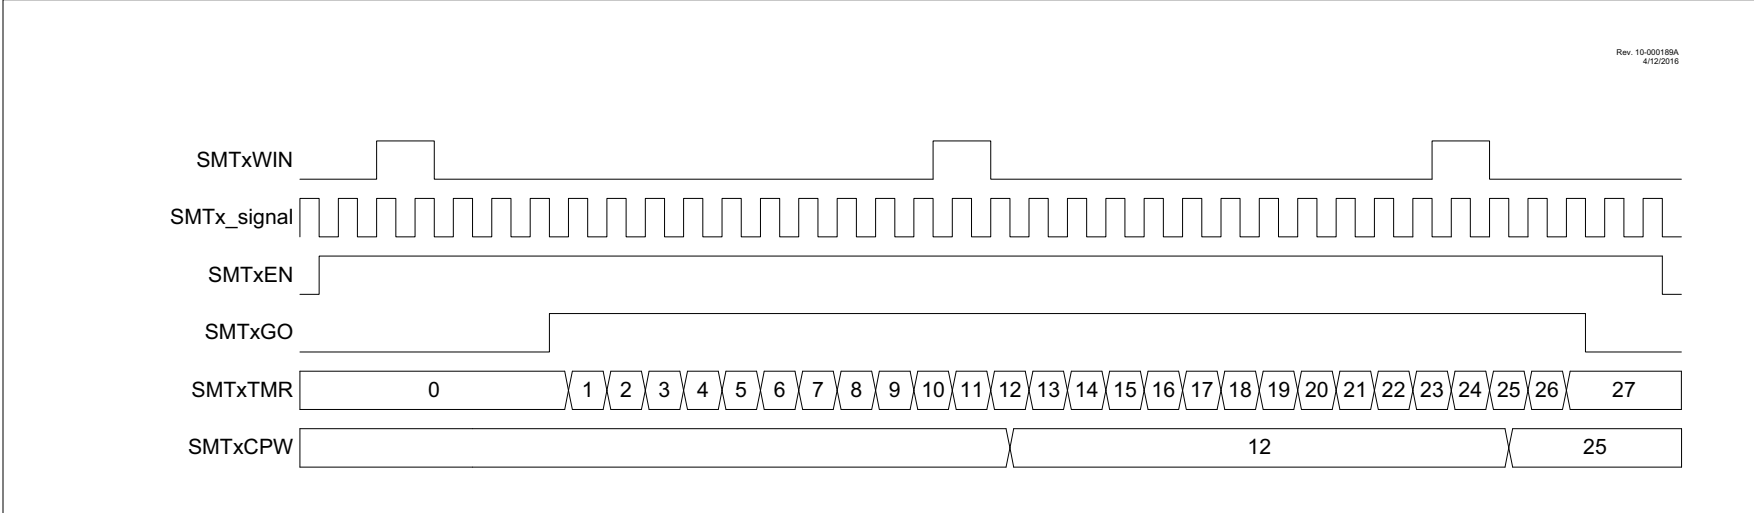 Rev. 10-000189A
4/12/2016
SMTxWIN
SMTx_signal
SMTxEN
SMTxGO
SMTxTMR 0 1 2 3 4 5 6 7 8 9 10 11 12 13 14 15 16 17 18 19 20 21 22 23 24 25 26 27
SMTxCPW 12 25